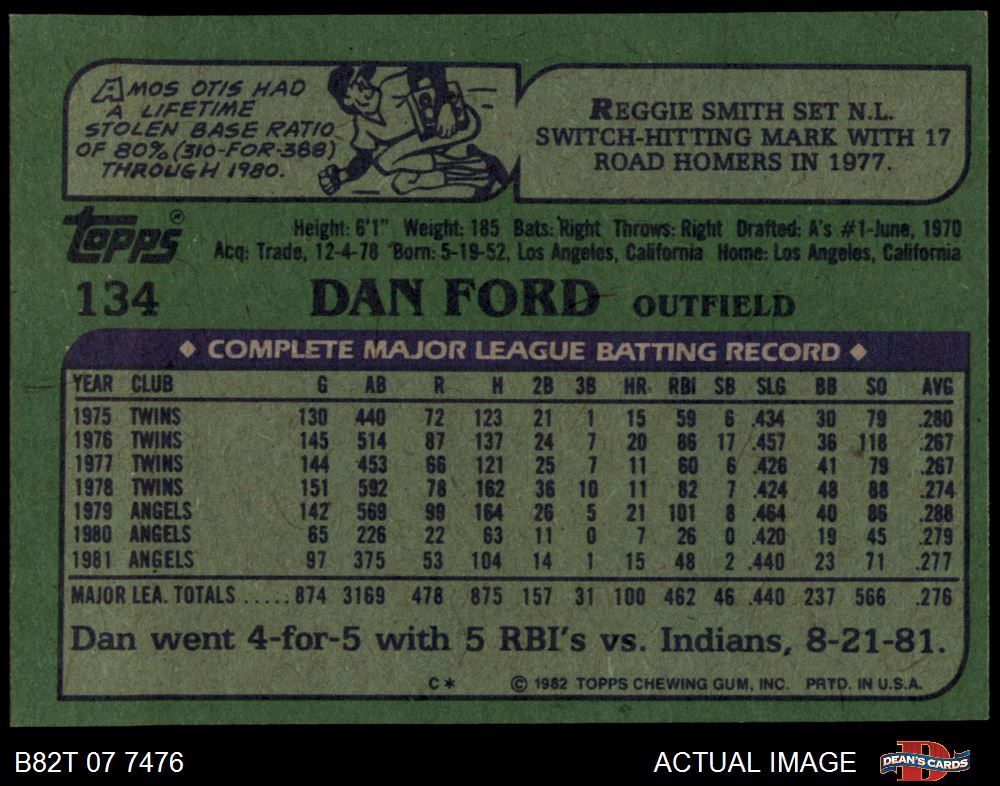 AMOS OTIS HAD
A LIFETIME
STOLEN BASE RATIO
OF 80% (310-FOR-388)
THROUGH 1980.
REGGIE SMITH SET N.L.
SWITCH-HITTING MARK WITH 17
ROAD HOMERS IN 1977.
Topps®
Height: 6'1" Weight: 185 Bats: Right Throws: Right Drafted: A's #1-June, 1970
Acq: Trade, 12-4-78 Born: 5-19-52, Los Angeles, California Home: Los Angeles, California
134 DAN FORD OUTFIELD
◆ COMPLETE MAJOR LEAGUE BATTING RECORD ◆
YEAR CLUB G AB R H 2B 3B HR RBI SB SLG BB SO AVG
1975 TWINS 130 440 72 123 21 1 15 59 6 .434 30 79 .280
1976 TWINS 145 514 87 137 24 7 20 86 17 .457 36 118 .267
1977 TWINS 144 453 66 121 25 7 11 60 6 .426 41 79 .267
1978 TWINS 151 592 78 162 36 10 11 82 7 .424 48 88 .274
1979 ANGELS 142 569 99 164 26 5 21 101 8 .464 40 86 .288
1980 ANGELS 65 226 22 63 11 0 7 26 0 .420 19 45 .279
1981 ANGELS 97 375 53 104 14 1 15 48 2 .440 23 71 .277
MAJOR LEA. TOTALS ..... 874 3169 478 875 157 31 100 462 46 .440 237 566 .276
Dan went 4-for-5 with 5 RBI's vs. Indians, 8-21-81.
C* © 1982 TOPPS CHEWING GUM, INC. PRTD. IN U.S.A.
B82T 07 7476 ACTUAL IMAGE D DEAN'S CARDS